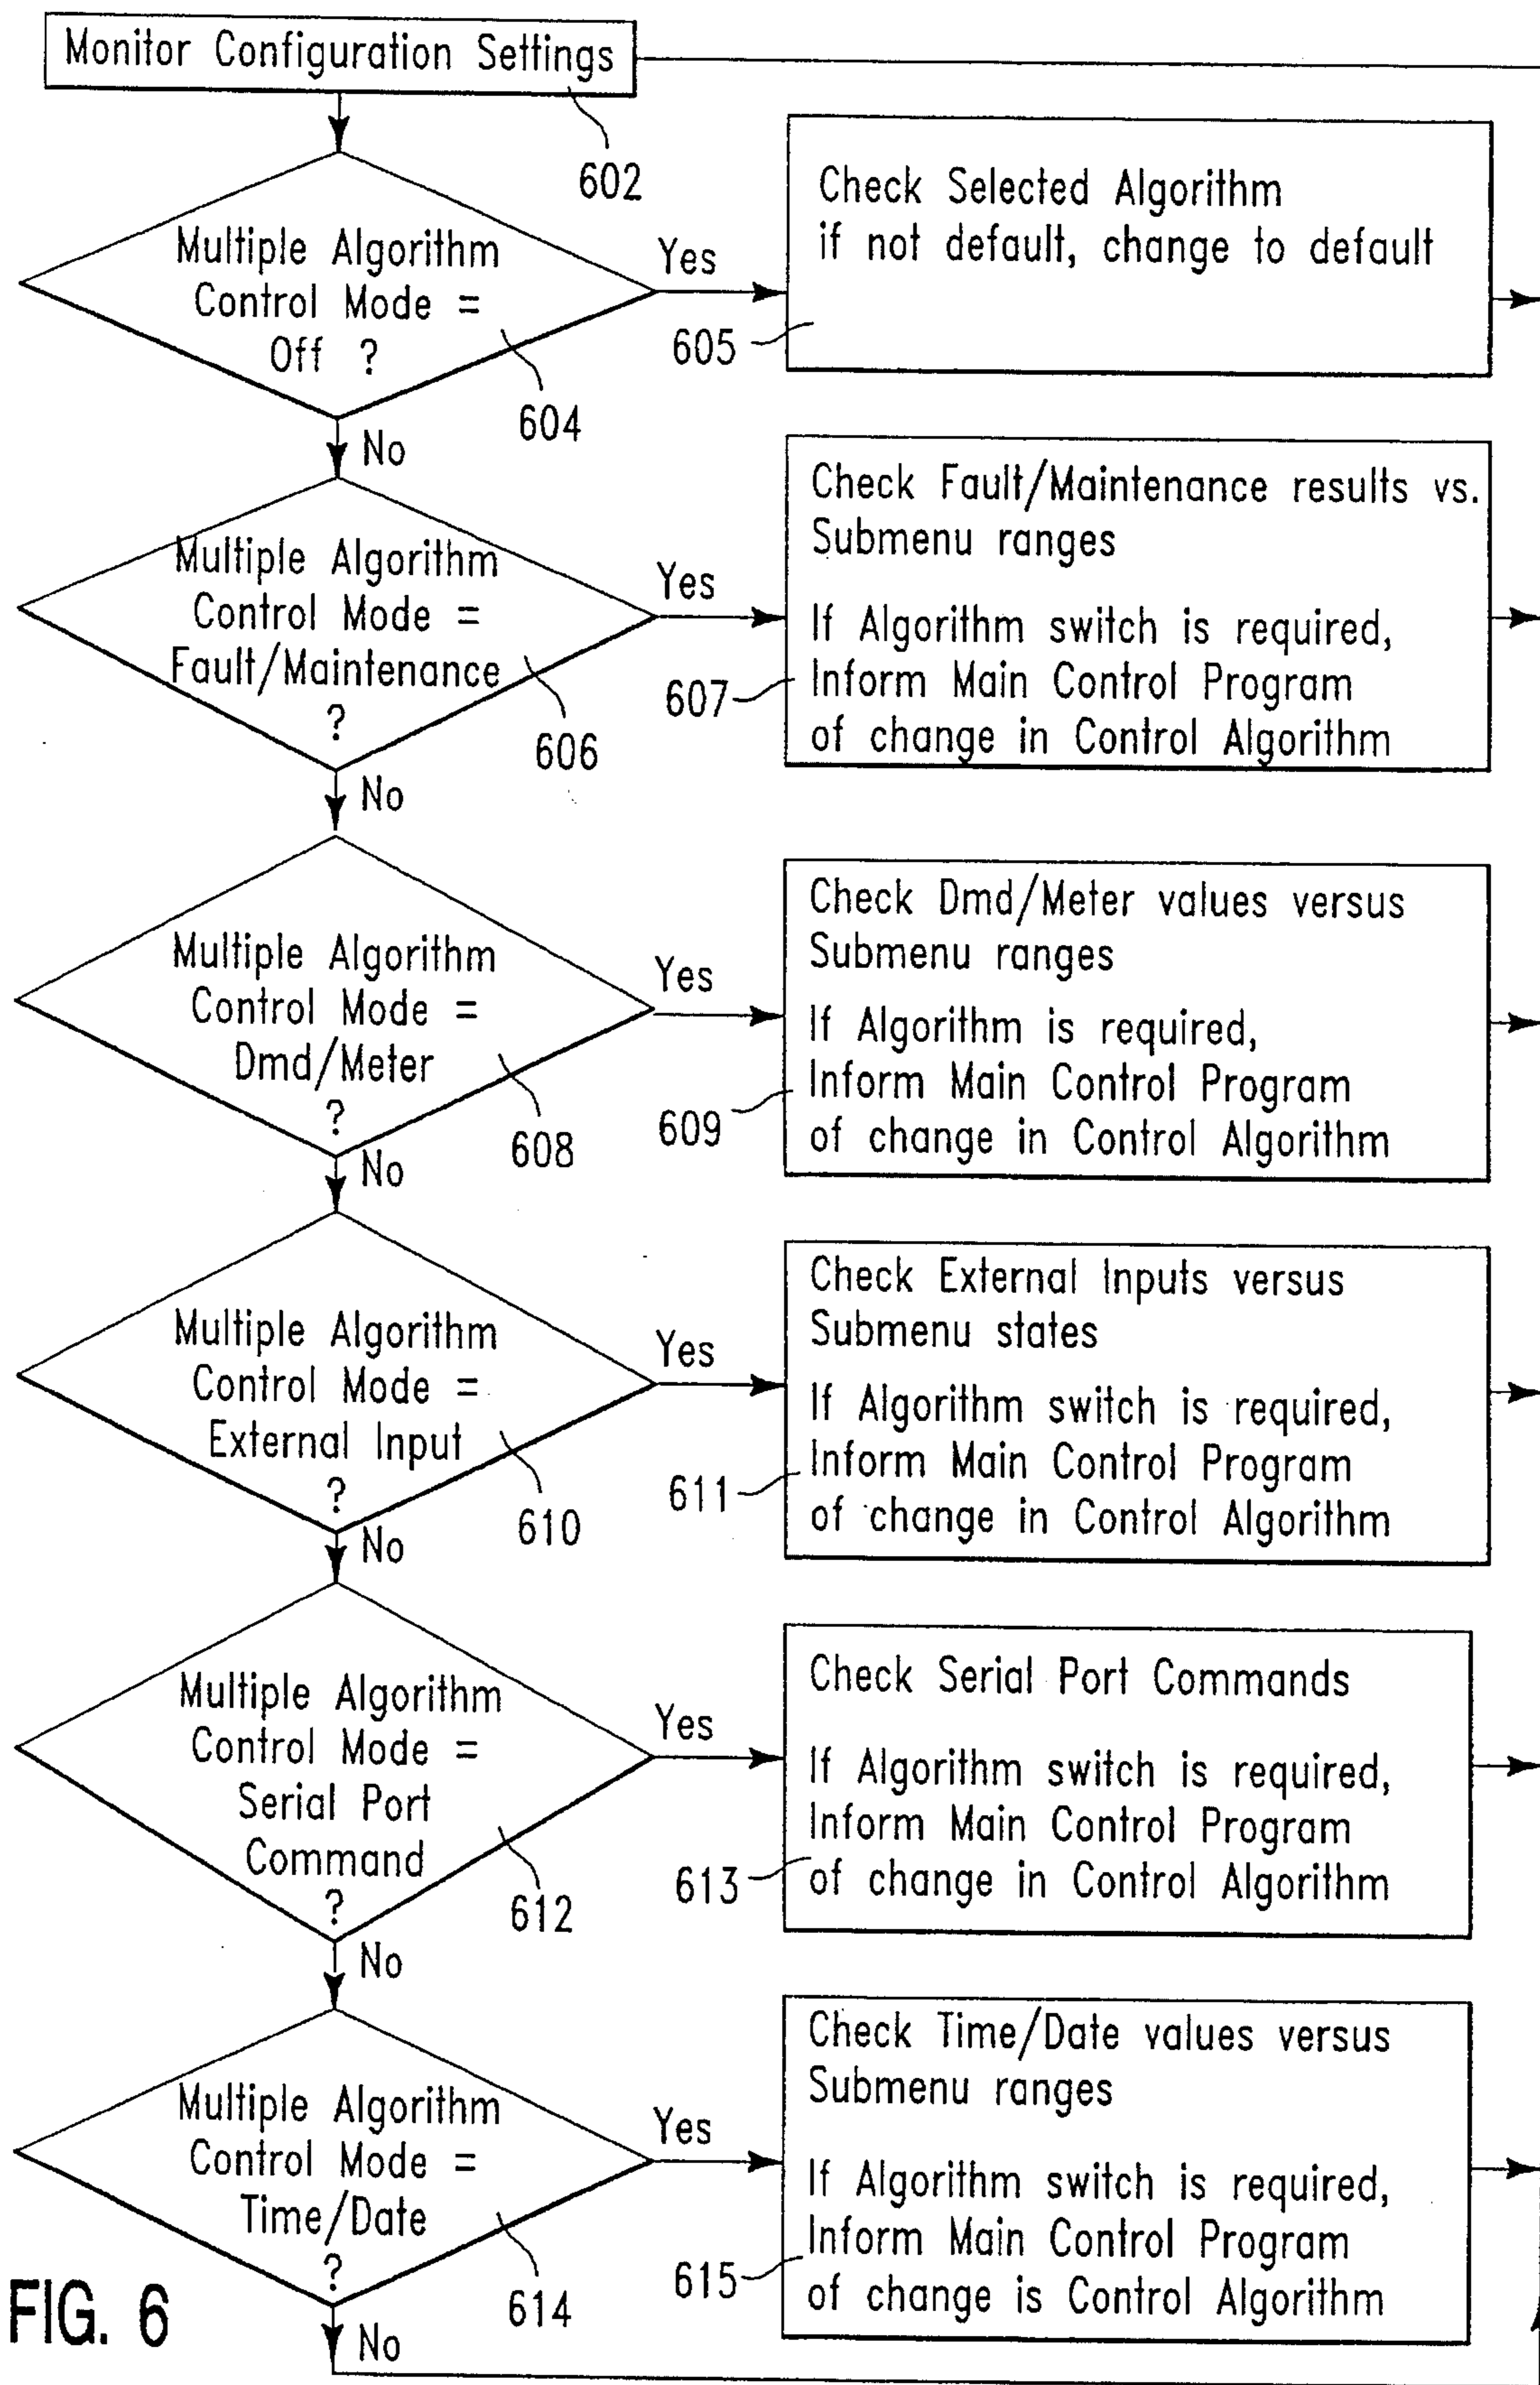 Monitor Configuration Settings
602
Multiple Algorithm
Control Mode =
Off ?
604
Yes
Check Selected Algorithm
if not default, change to default
605
No
Multiple Algorithm
Control Mode =
Fault/Maintenance
?
606
Yes
Check Fault/Maintenance results vs.
Submenu ranges
If Algorithm switch is required,
Inform Main Control Program
of change in Control Algorithm
607
No
Multiple Algorithm
Control Mode =
Dmd/Meter
?
608
Yes
Check Dmd/Meter values versus
Submenu ranges
If Algorithm is required,
Inform Main Control Program
of change in Control Algorithm
609
No
Multiple Algorithm
Control Mode =
External Input
?
610
Yes
Check External Inputs versus
Submenu states
If Algorithm switch is required,
Inform Main Control Program
of change in Control Algorithm
611
No
Multiple Algorithm
Control Mode =
Serial Port
Command
?
612
Yes
Check Serial Port Commands
If Algorithm switch is required,
Inform Main Control Program
of change in Control Algorithm
613
No
Multiple Algorithm
Control Mode =
Time/Date
?
614
Yes
Check Time/Date values versus
Submenu ranges
If Algorithm switch is required,
Inform Main Control Program
of change is Control Algorithm
615
No
FIG. 6